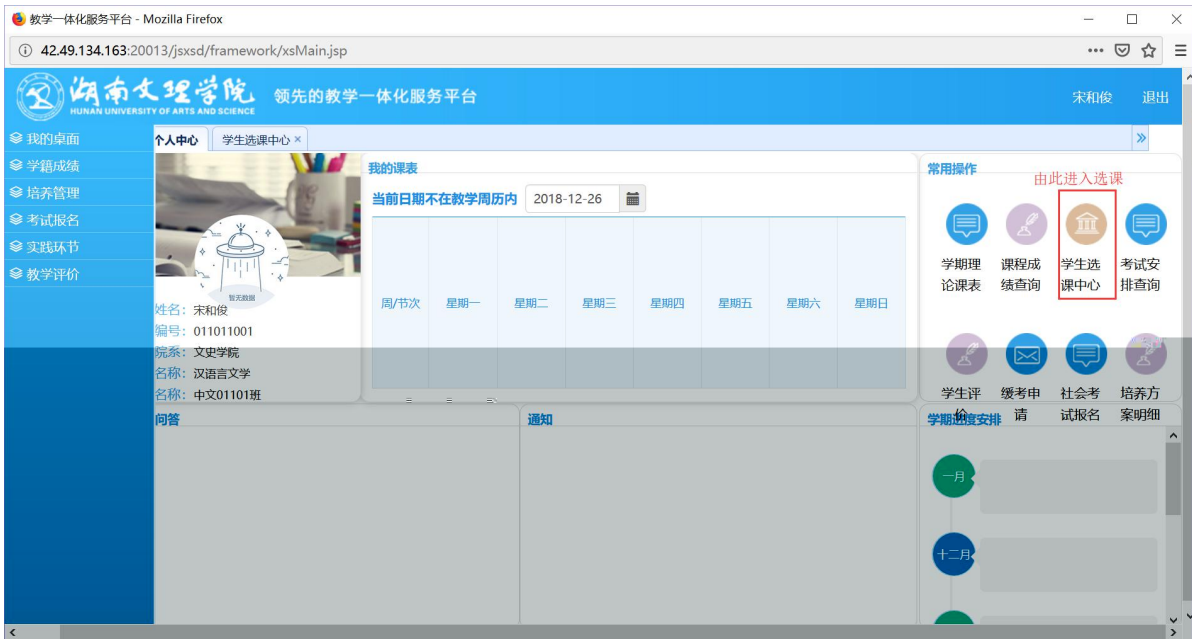 教学一体化服务平台 - Mozilla Firefox
42.49.134.163:20013/jsxsd/framework/xsMain.jsp
湖南文理学院
HUNAN UNIVERSITY OF ARTS AND SCIENCE
领先的教学一体化服务平台
宋和俊 退出
我的桌面
学籍成绩
培养管理
考试报名
实践环节
教学评价
个人中心 学生选课中心 ×
暂无数据
姓名：宋和俊
编号：011011001
院系：文史学院
名称：汉语言文学
名称：中文01101班
我的课表
当前日期不在教学周历内 2018-12-26
周/节次 星期一 星期二 星期三 星期四 星期五 星期六 星期日
常用操作
由此进入选课
学期理论课表
课程成绩查询
学生选课中心
考试安排查询
学生评价
缓考申请
社会考试报名
培养方案明细
问答
通知
学期进度安排
一月
十二月